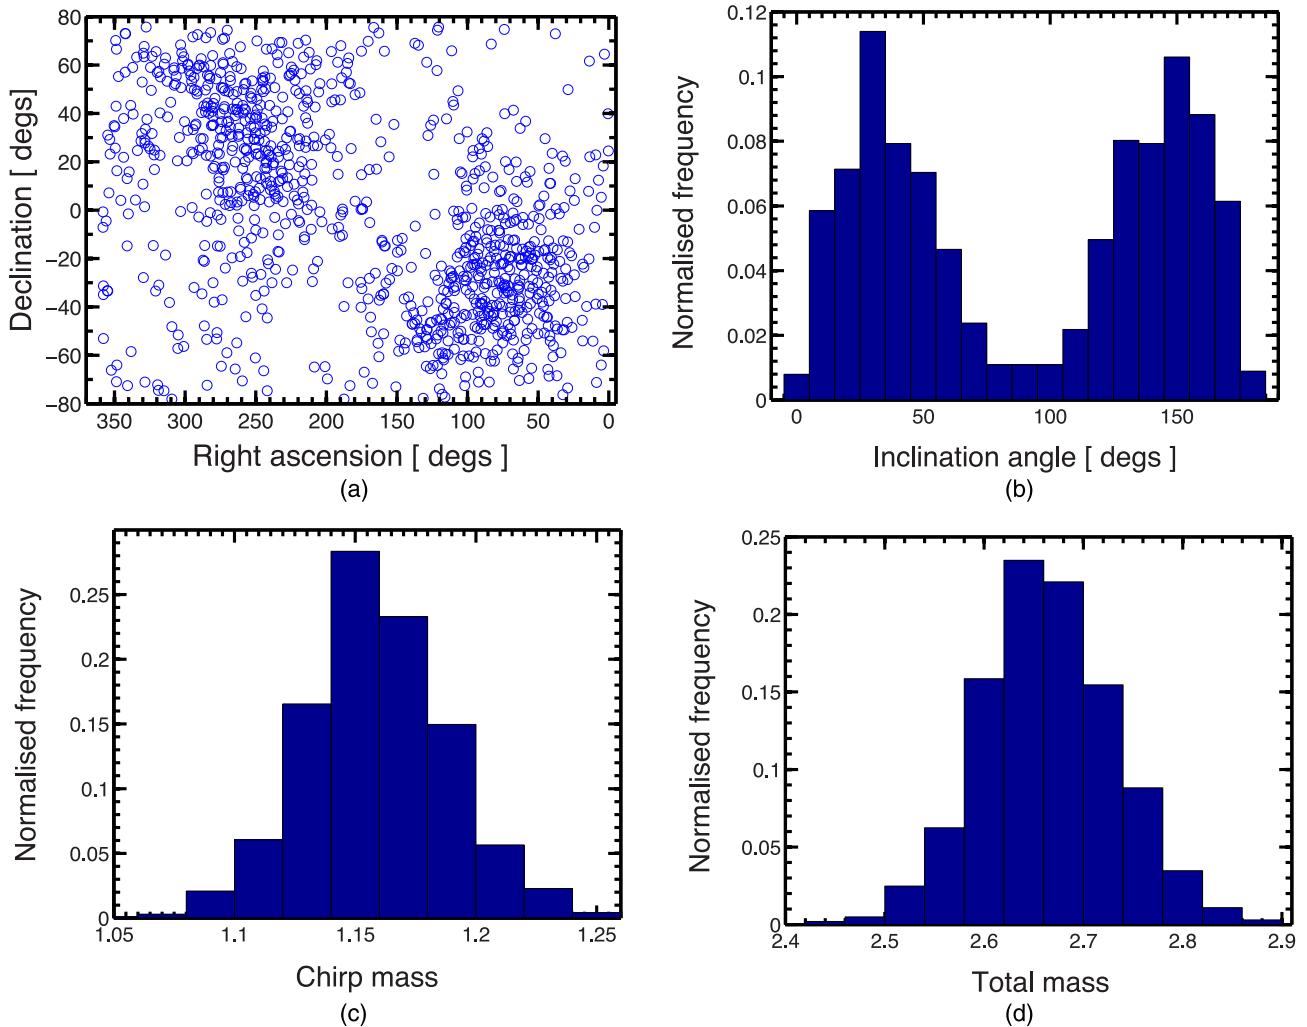 80
60
40
20
0
−20
−40
−60
−80
Declination [ degs]
350 300 250 200 150 100 50 0
Right ascension [ degs ]
(a)
0.12
0.1
0.08
0.06
0.04
0.02
0
Normalised frequency
0 50 100 150
Inclination angle [ degs ]
(b)
0.25
0.2
0.15
0.1
0.05
0
Normalised frequency
1.05 1.1 1.15 1.2 1.25
Chirp mass
(c)
0.25
0.2
0.15
0.1
0.05
0
Normalised frequency
2.4 2.5 2.6 2.7 2.8 2.9
Total mass
(d)